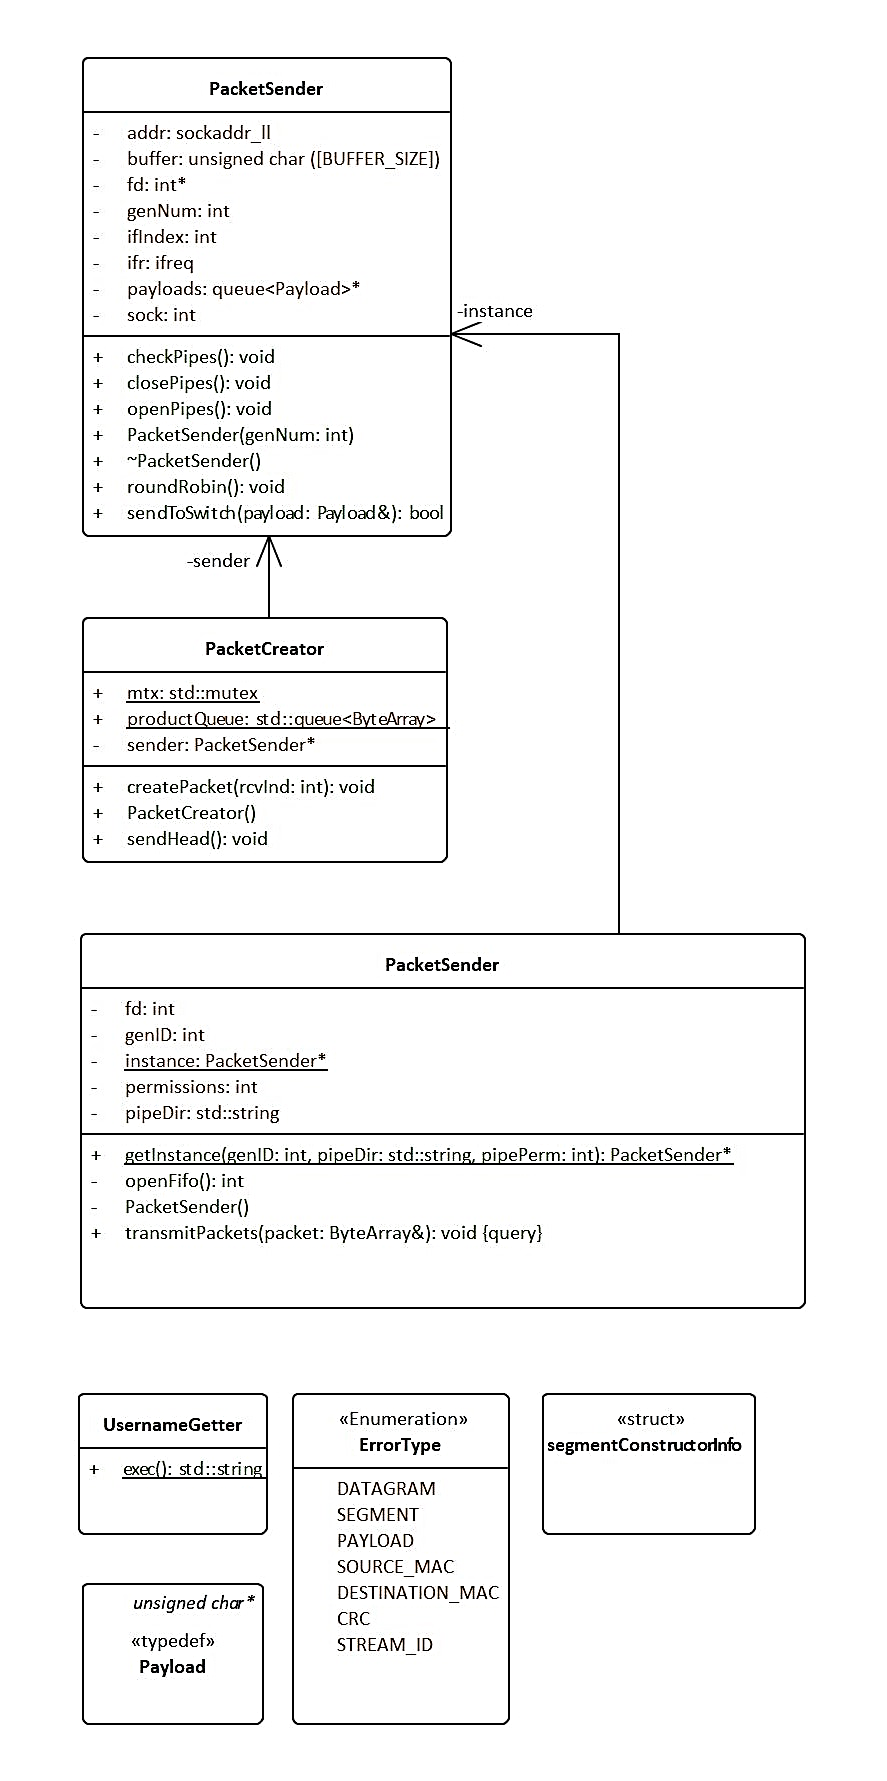 PacketSender
- addr: sockaddr_ll
- buffer: unsigned char ([BUFFER_SIZE])
- fd: int*
- genNum: int
- ifIndex: int
- ifr: ifreq
- payloads: queue<Payload>*
- sock: int
-instance
+ checkPipes(): void
+ closePipes(): void
+ openPipes(): void
+ PacketSender(genNum: int)
+ ~PacketSender()
+ roundRobin(): void
+ sendToSwitch(payload: Payload&): bool
-sender
PacketCreator
+ mtx: std::mutex
+ productQueue: std::queue<ByteArray>
- sender: PacketSender*
+ createPacket(rcvInd: int): void
+ PacketCreator()
+ sendHead(): void
PacketSender
- fd: int
- genID: int
- instance: PacketSender*
- permissions: int
- pipeDir: std::string
+ getInstance(genID: int, pipeDir: std::string, pipePerm: int): PacketSender*
- openFifo(): int
- PacketSender()
+ transmitPackets(packet: ByteArray&): void {query}
UsernameGetter
+ exec(): std::string
«Enumeration»
ErrorType
DATAGRAM
SEGMENT
PAYLOAD
SOURCE_MAC
DESTINATION_MAC
CRC
STREAM_ID
«struct»
segmentConstructorInfo
unsigned char*
«typedef»
Payload